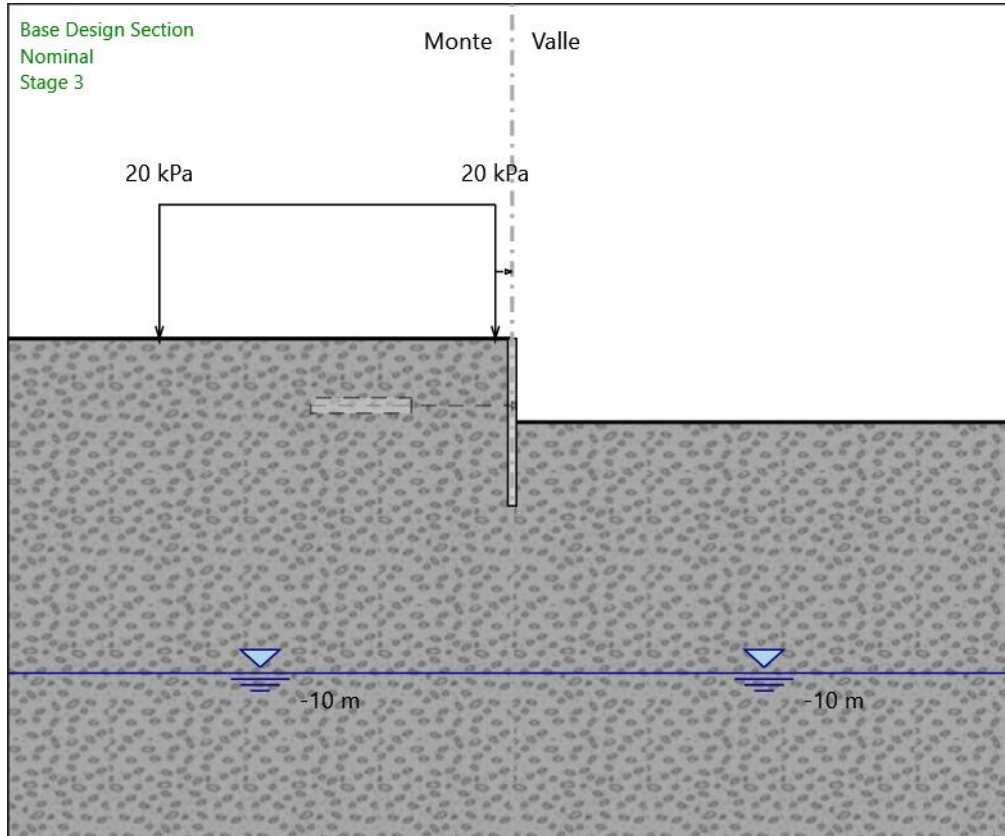 Base Design Section
Nominal
Stage 3
Monte
Valle
20 kPa
20 kPa
-10 m
-10 m